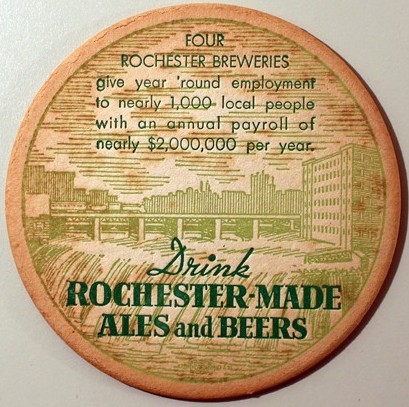 FOUR
ROCHESTER BREWERIES
give year 'round employment
to nearly 1,000 local people
with an annual payroll of
nearly $2,000,000 per year.
Drink
ROCHESTER-MADE
ALES and BEERS